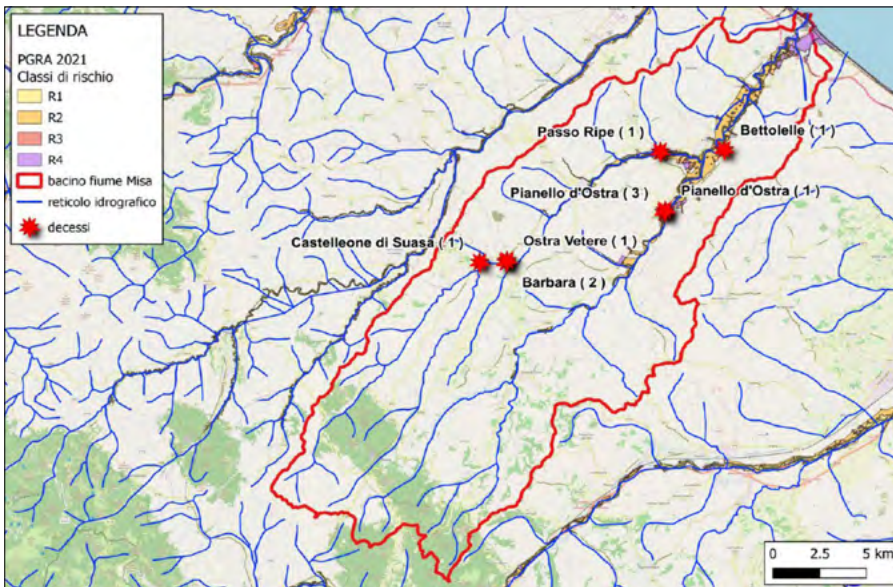 LEGENDA
PGRA 2021
Classi di rischio
R1
R2
R3
R4
bacino fiume Misa
reticolo idrografico
decessi
Passo Ripe ( 1 )
Bettolelle ( 1 )
Pianello d'Ostra ( 3 )
Pianello d'Ostra ( 1 )
Castelleone di Suasa ( 1 )
Ostra Vetere ( 1 )
Barbara ( 2 )
0 2.5 5 km